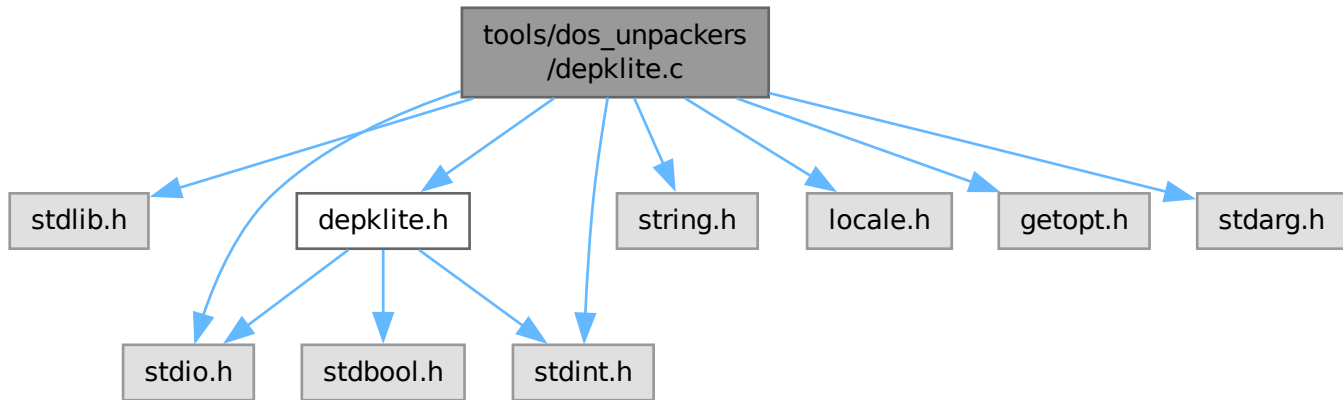 tools/dos_unpackers
/depklite.c
stdlib.h
depklite.h
string.h
locale.h
getopt.h
stdarg.h
stdio.h
stdbool.h
stdint.h